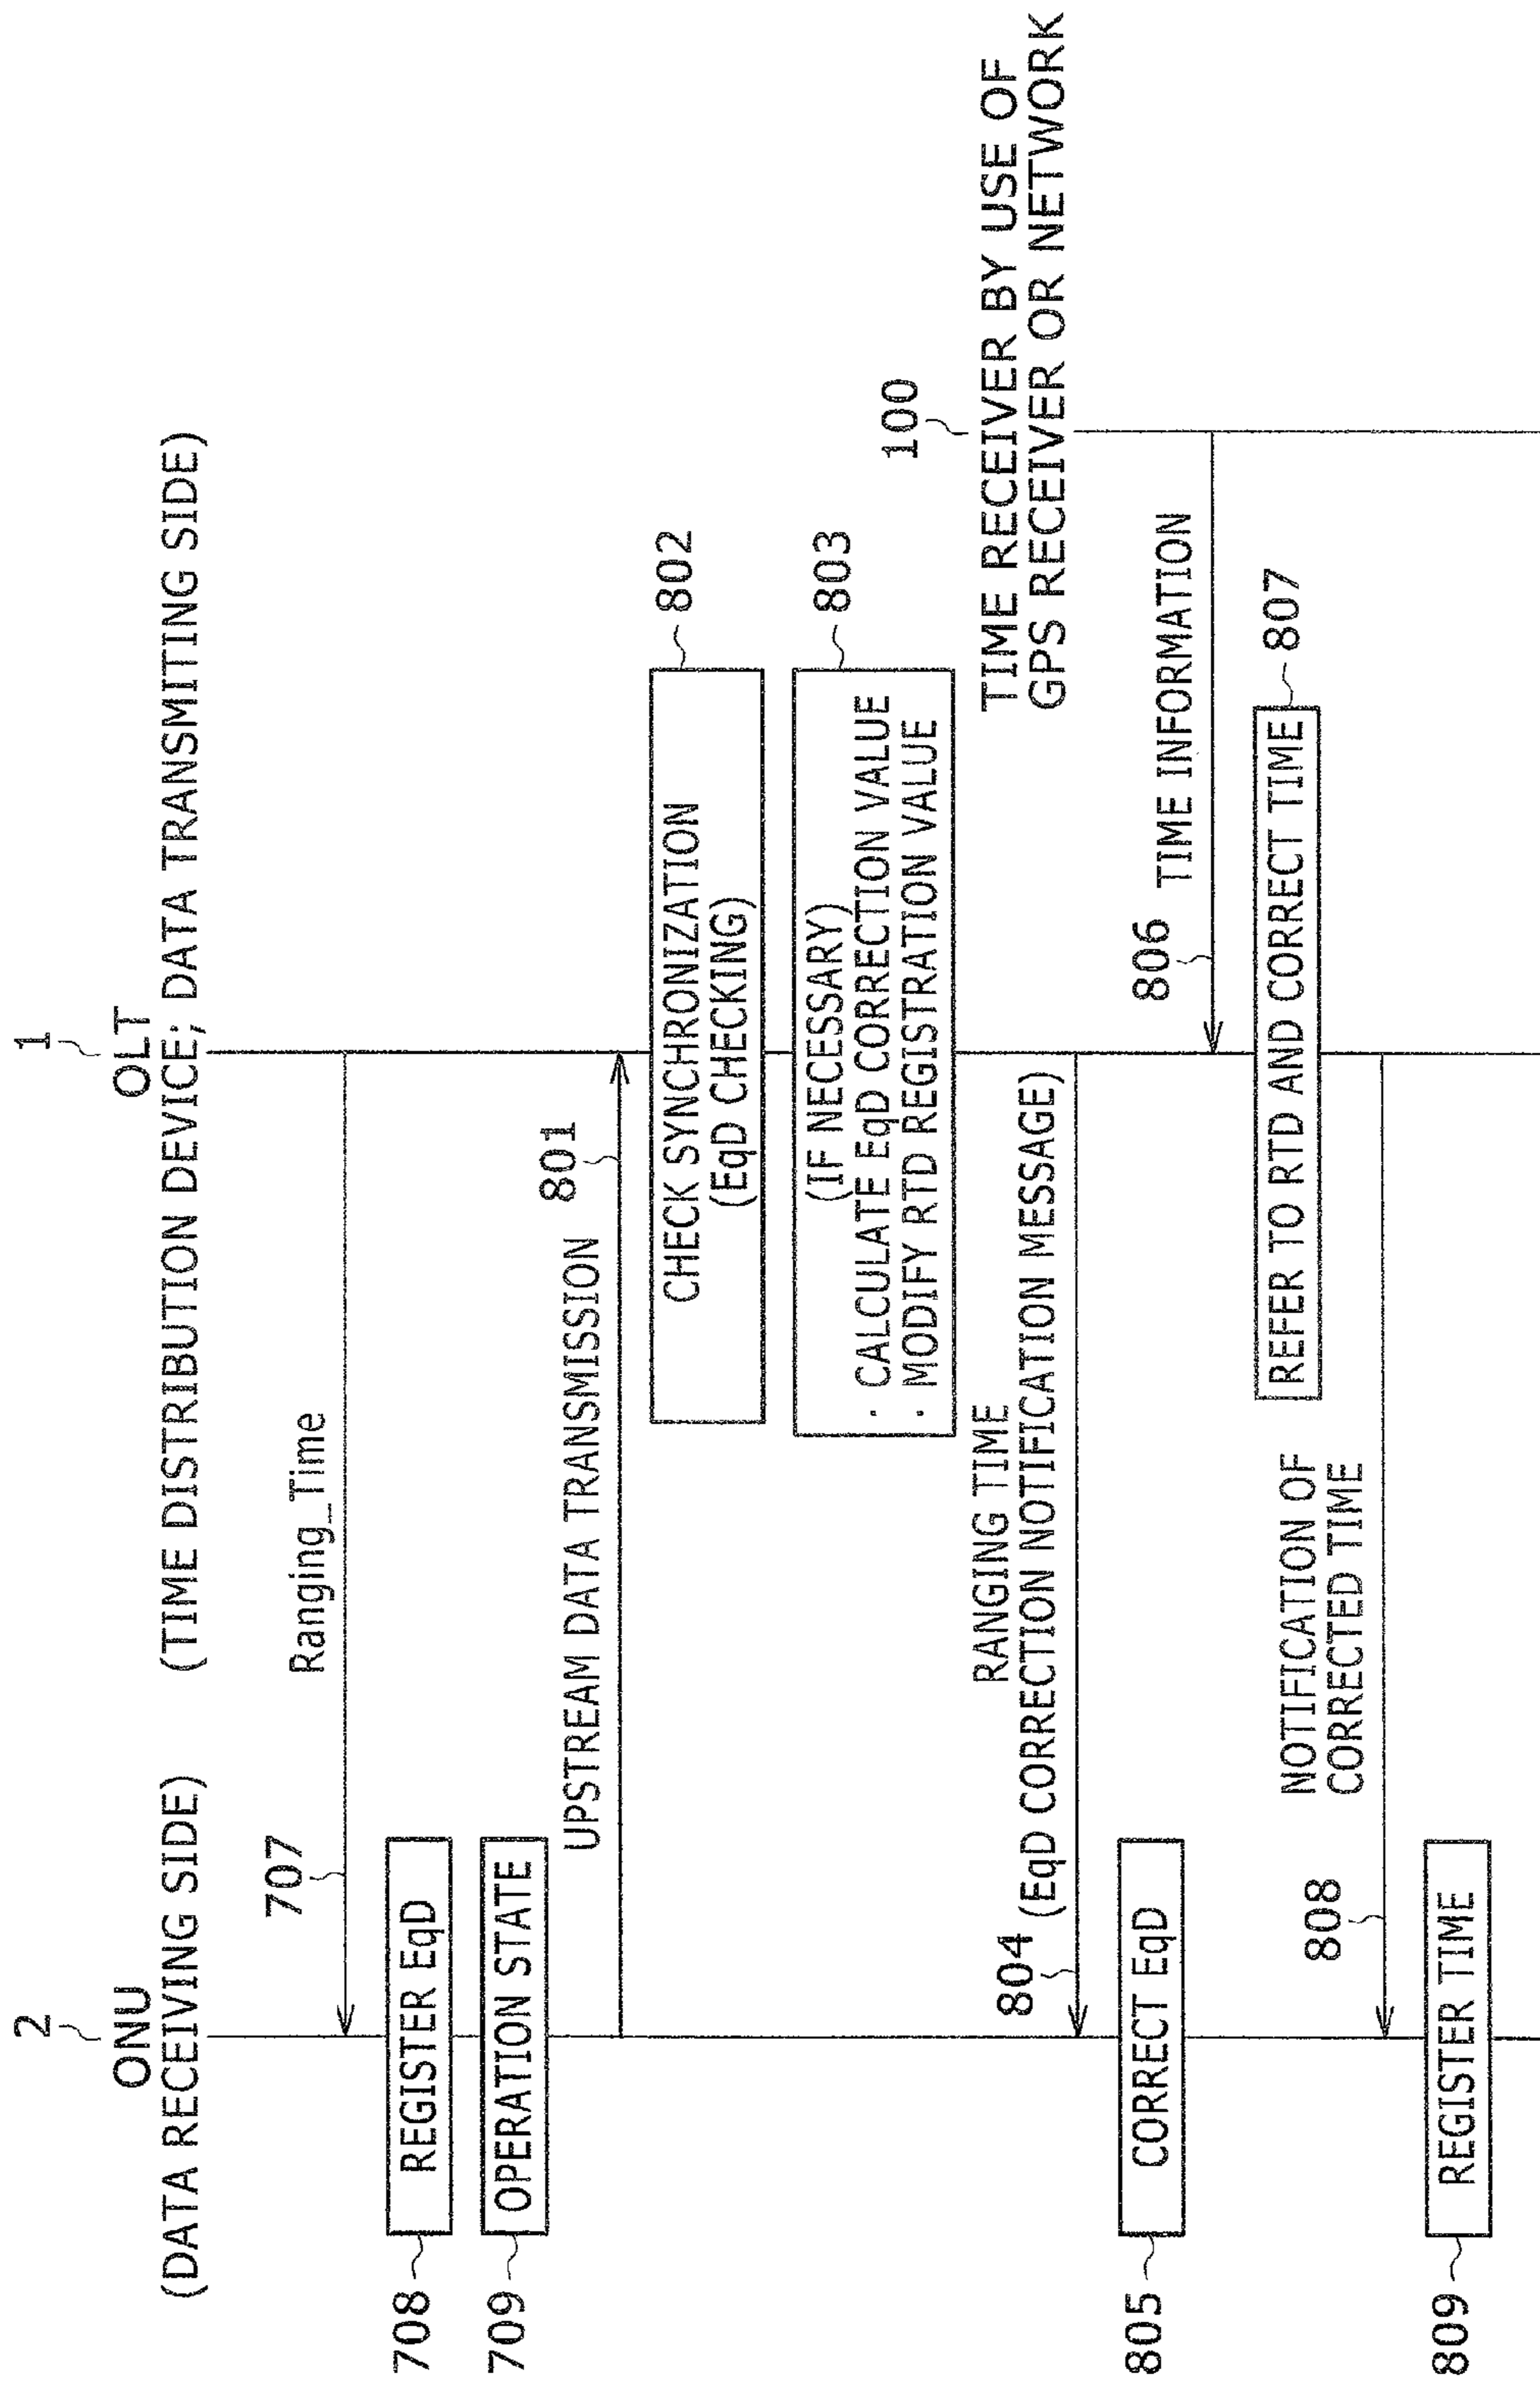 2
ONU
(DATA RECEIVING SIDE)
1
OLT
(TIME DISTRIBUTION DEVICE; DATA TRANSMITING SIDE)
707
Ranging_Time
708
REGISTER EqD
709
OPERATION STATE
UPSTREAM DATA TRANSMISSION
801
CHECK SYNCHRONIZATION
(EqD CHECKING)
802
(IF NECESSARY)
· CALCULATE EqD CORRECTION VALUE
· MODIFY RTD REGISTRATION VALUE
803
100
TIME RECEIVER BY USE OF
GPS RECEIVER OR NETWORK
804
RANGING TIME
(EqD CORRECTION NOTIFICATION MESSAGE)
805
CORRECT EqD
806
TIME INFORMATION
REFER TO RTD AND CORRECT TIME
807
808
NOTIFICATION OF
CORRECTED TIME
809
REGISTER TIME